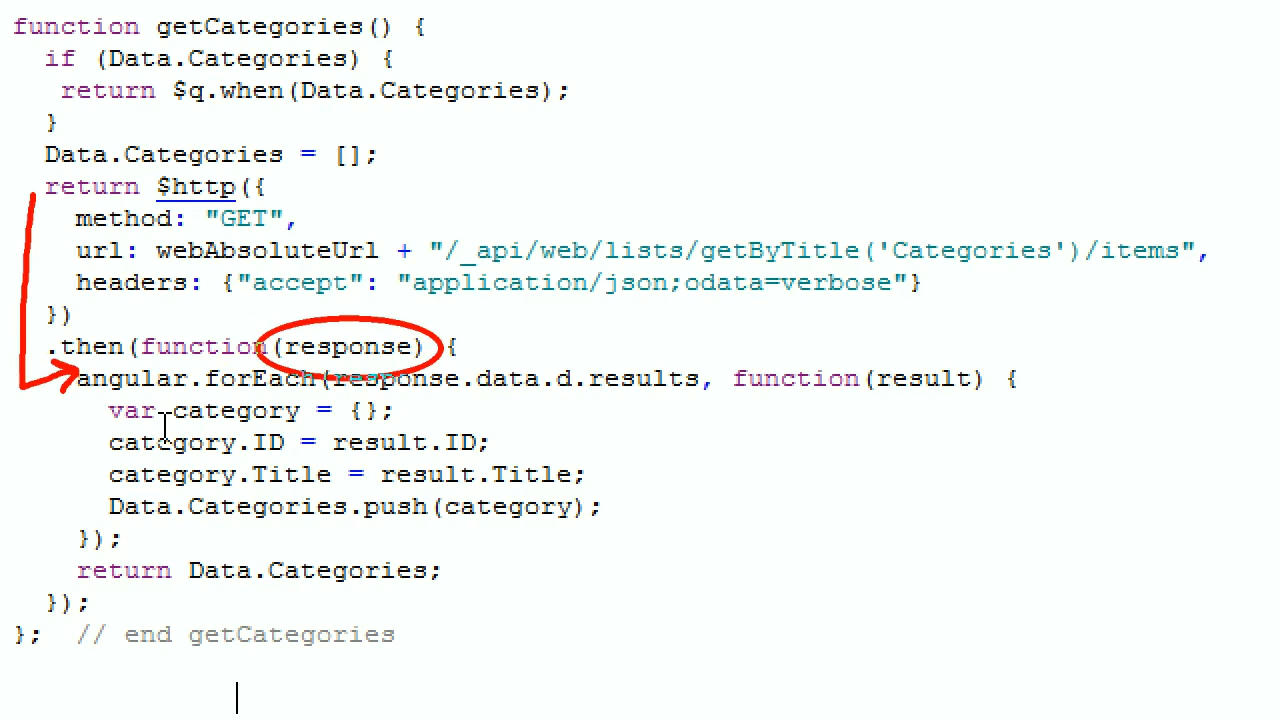 function getCategories() {
if (Data.Categories) {
return $q.when(Data.Categories);
}
Data.Categories = [];
return $http({
method: "GET",
url: webAbsoluteUrl + "/_api/web/lists/getByTitle('Categories')/items",
headers: {"accept": "application/json;odata=verbose"}
})
.then(function(response) {
angular.forEach(response.data.d.results, function(result) {
var category = {};
category.ID = result.ID;
category.Title = result.Title;
Data.Categories.push(category);
});
return Data.Categories;
});
}; // end getCategories